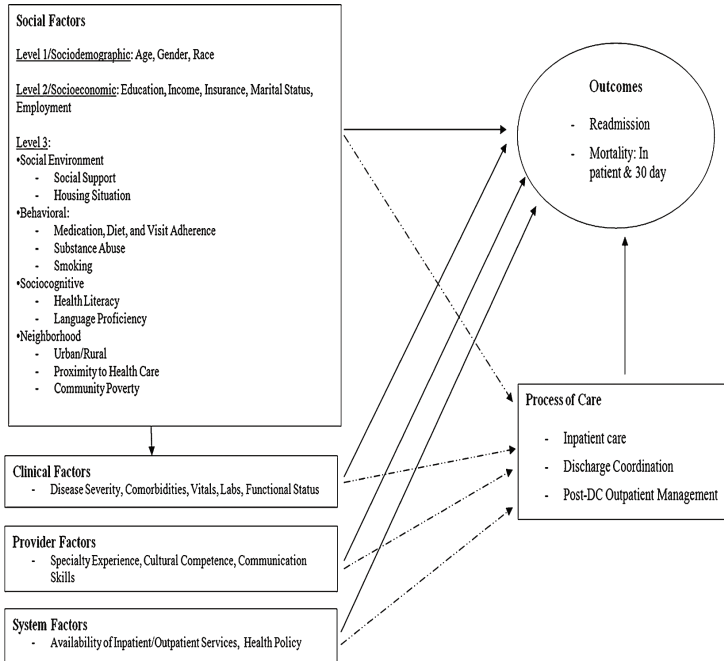 Social Factors
Level 1/Sociodemographic: Age, Gender, Race
Level 2/Socioeconomic: Education, Income, Insurance, Marital Status,
Employment
Level 3:
•Social Environment
- Social Support
- Housing Situation
•Behavioral:
- Medication, Diet, and Visit Adherence
- Substance Abuse
- Smoking
•Sociocognitive
- Health Literacy
- Language Proficiency
•Neighborhood
- Urban/Rural
- Proximity to Health Care
- Community Poverty
Clinical Factors
- Disease Severity, Comorbidities, Vitals, Labs, Functional Status
Provider Factors
- Specialty Experience, Cultural Competence, Communication
Skills
System Factors
- Availability of Inpatient/Outpatient Services, Health Policy
Outcomes
- Readmission
- Mortality: In
patient & 30 day
Process of Care
- Inpatient care
- Discharge Coordination
- Post-DC Outpatient Management